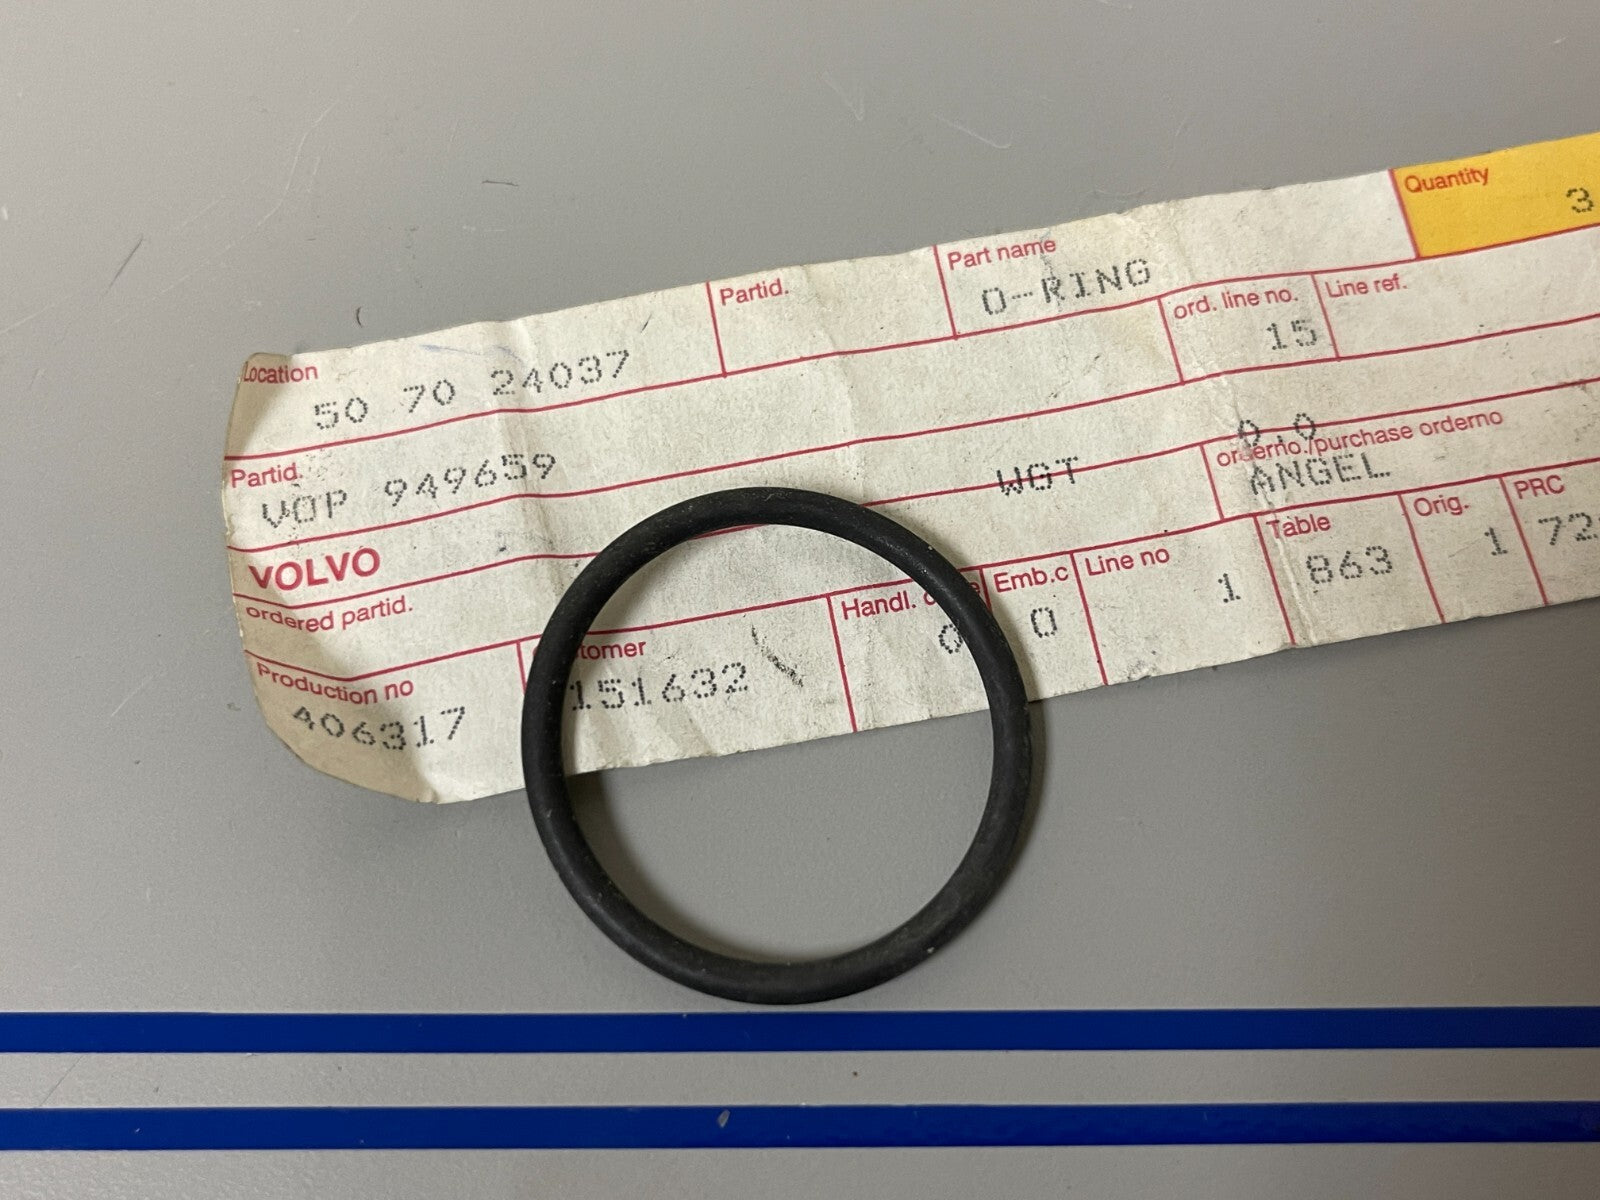 Quantity
3
Part name
O-RING
Partid.
ord. line no.
15
Line ref.
Location
50 70 24037
Partid.
VOP 949659
WGT
0.0
orderno./purchase orderno
ANGEL
VOLVO
ordered partid.
Production no
406317
151632
Handl.
0
Emb.c
0
Line no
1
Table
863
Orig.
1
PRC